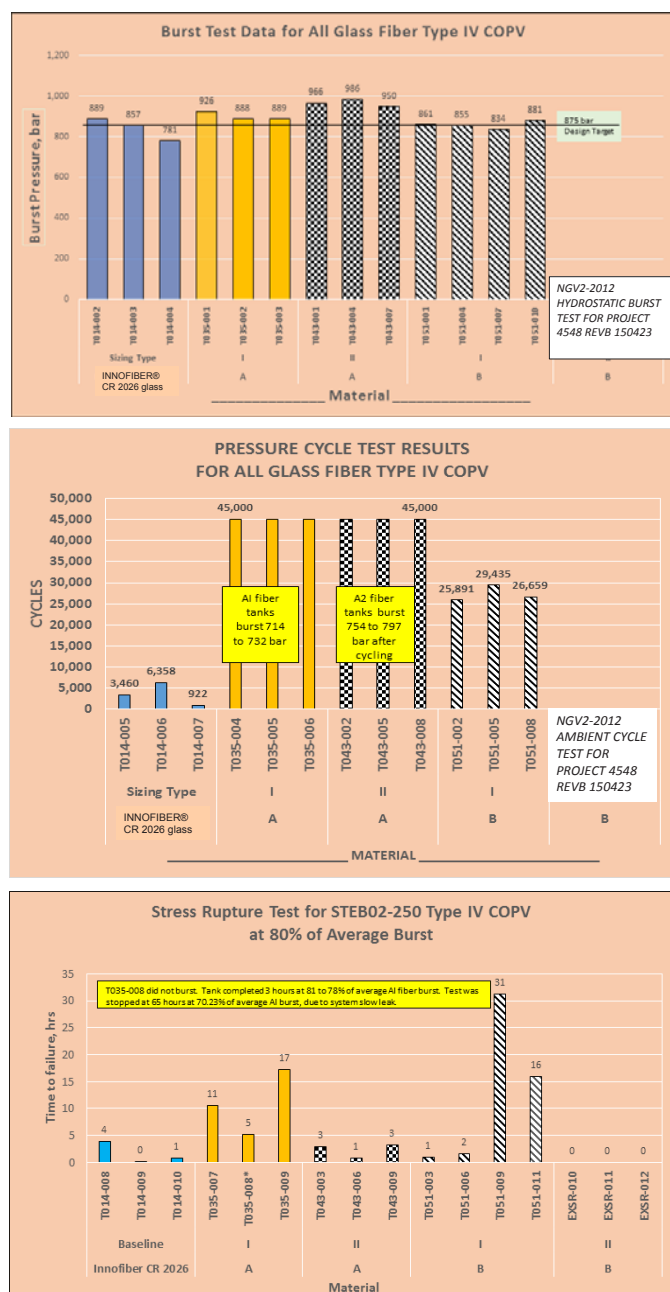 Burst Test Data for All Glass Fiber Type IV COPV
1,200
1,000
800
600
400
200
0
Burst Pressure, bar
889
857
781
926
888
889
966
986
950
861
855
834
881
875 bar
Design Target
T014-002
T014-003
T014-004
T035-001
T035-002
T035-003
T043-001
T043-004
T043-07
T051-001
T051-004
T051-07
T051-010
NGV2-2012
HYDROSTATIC BURST
TEST FOR PROJECT
4548 REVB 150423
Sizing Type I II I
INNOFIBER®
CR 2026 glass
A A B B
Material
PRESSURE CYCLE TEST RESULTS
FOR ALL GLASS FIBER TYPE IV COPV
50,000
45,000
40,000
35,000
30,000
25,000
20,000
15,000
10,000
5,000
0
CYCLES
3,460
6,358
922
45,000
45,000
25,891
29,435
26,659
AI fiber
tanks
burst 714
to 732 bar
A2 fiber
tanks burst
754 to 797
bar after
cycling
T014-005
T014-006
T014-007
T035-004
T035-005
T035-006
T043-002
T043-005
T043-008
T051-002
T051-005
T051-008
NGV2-2012
AMBIENT CYCLE
TEST FOR
PROJECT 4548
REVB 150423
Sizing Type I II I
INNOFIBER®
CR 2026 glass
A A B B
MATERIAL
Stress Rupture Test for STEB02-250 Type IV COPV
at 80% of Average Burst
35
30
25
20
15
10
5
0
Time to failure, hrs
T035-008 did not burst. Tank completed 3 hours at 81 to 78% of average AI fiber burst. Test was
stopped at 65 hours at 70.23% of average AI burst, due to system slow leak.
4
0
1
11
5
17
3
1
3
1
2
31
16
0
0
0
T014-008
T014-009
T014-010
T035-007
T035-008*
T035-009
T043-003
T043-006
T043-009
T051-003
T051-006
T051-009
T051-011
EXSR-010
EXSR-011
EXSR-012
Baseline I II I II
Innofiber CR 2026 A A B B
Material